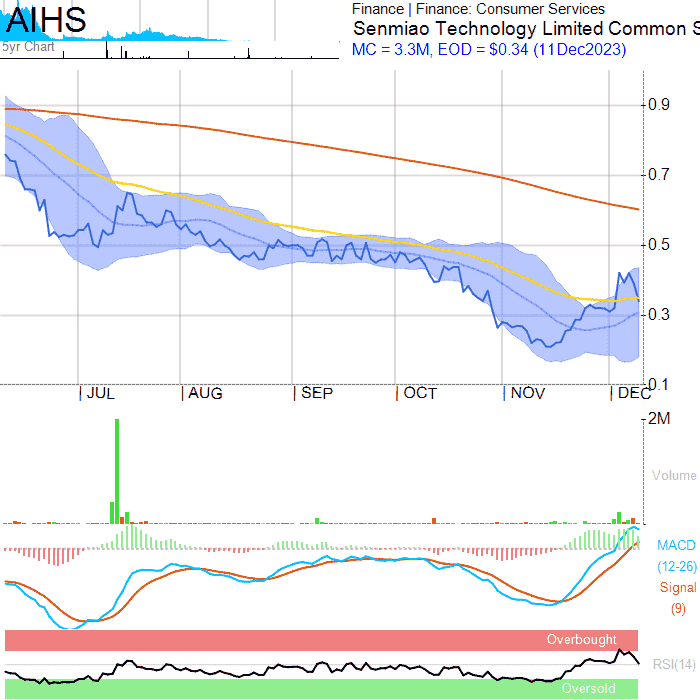 AIHS
5yr Chart
Finance | Finance: Consumer Services
Senmiao Technology Limited Common S
MC = 3.3M, EOD = $0.34 (11Dec2023)
0.9
0.7
0.5
0.3
0.1
JUL
AUG
SEP
OCT
NOV
DEC
2M
Volume
MACD
(12-26)
Signal
(9)
Overbought
RSI(14)
Oversold